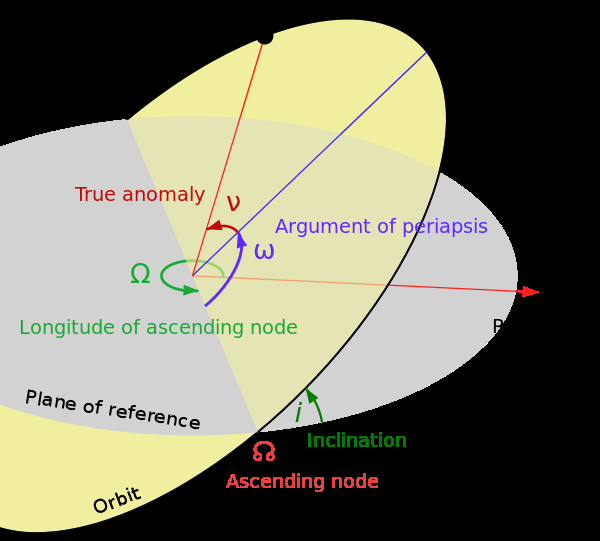 True anomaly
ν
Argument of periapsis
ω
Ω
Longitude of ascending node
Plane of reference
i
Inclination
☊
Ascending node
Orbit